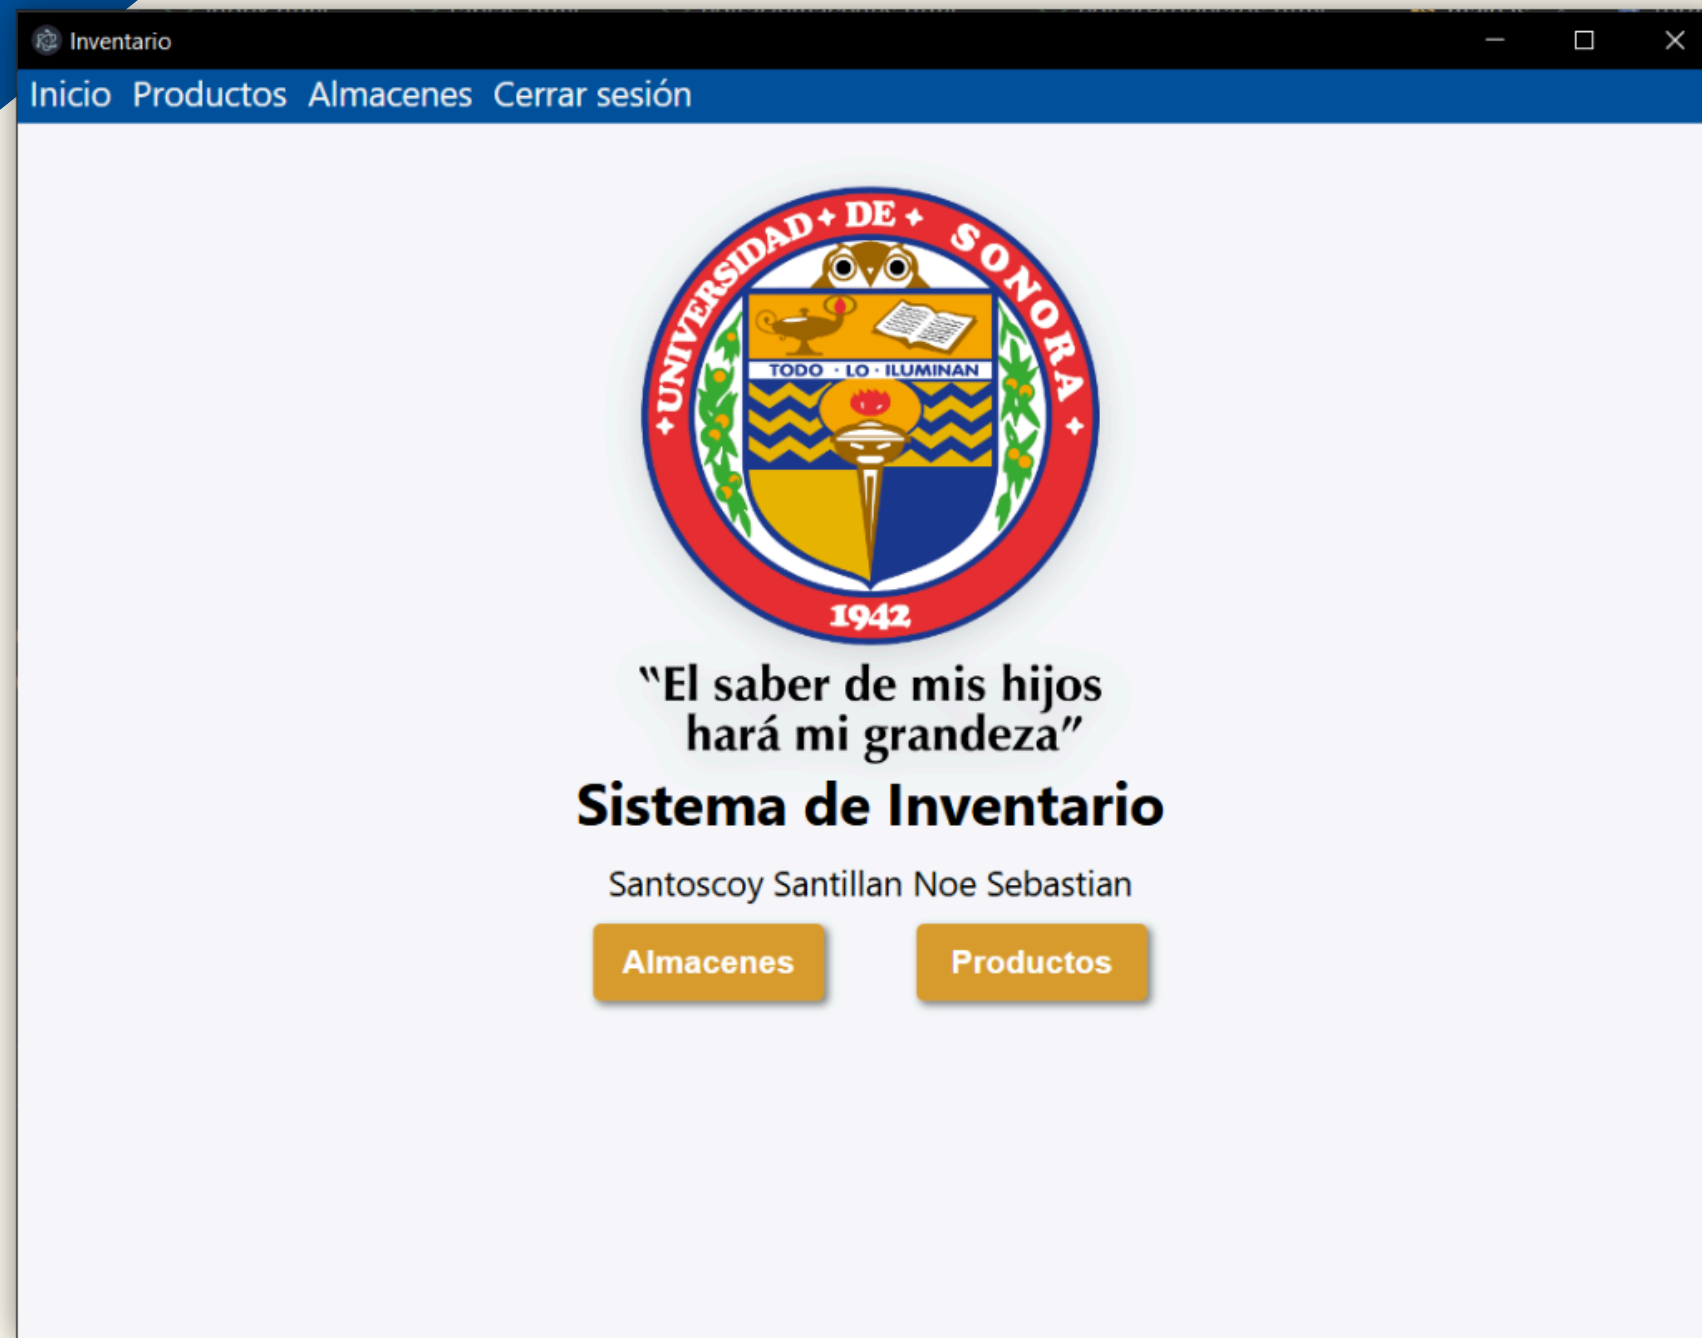 Inventario
Inicio Productos Almacenes Cerrar sesión
UNIVERSIDAD DE SONORA
TODO · LO · ILUMINAN
1942
“El saber de mis hijos
hará mi grandeza”
Sistema de Inventario
Santoscoy Santillan Noe Sebastian
Almacenes Productos